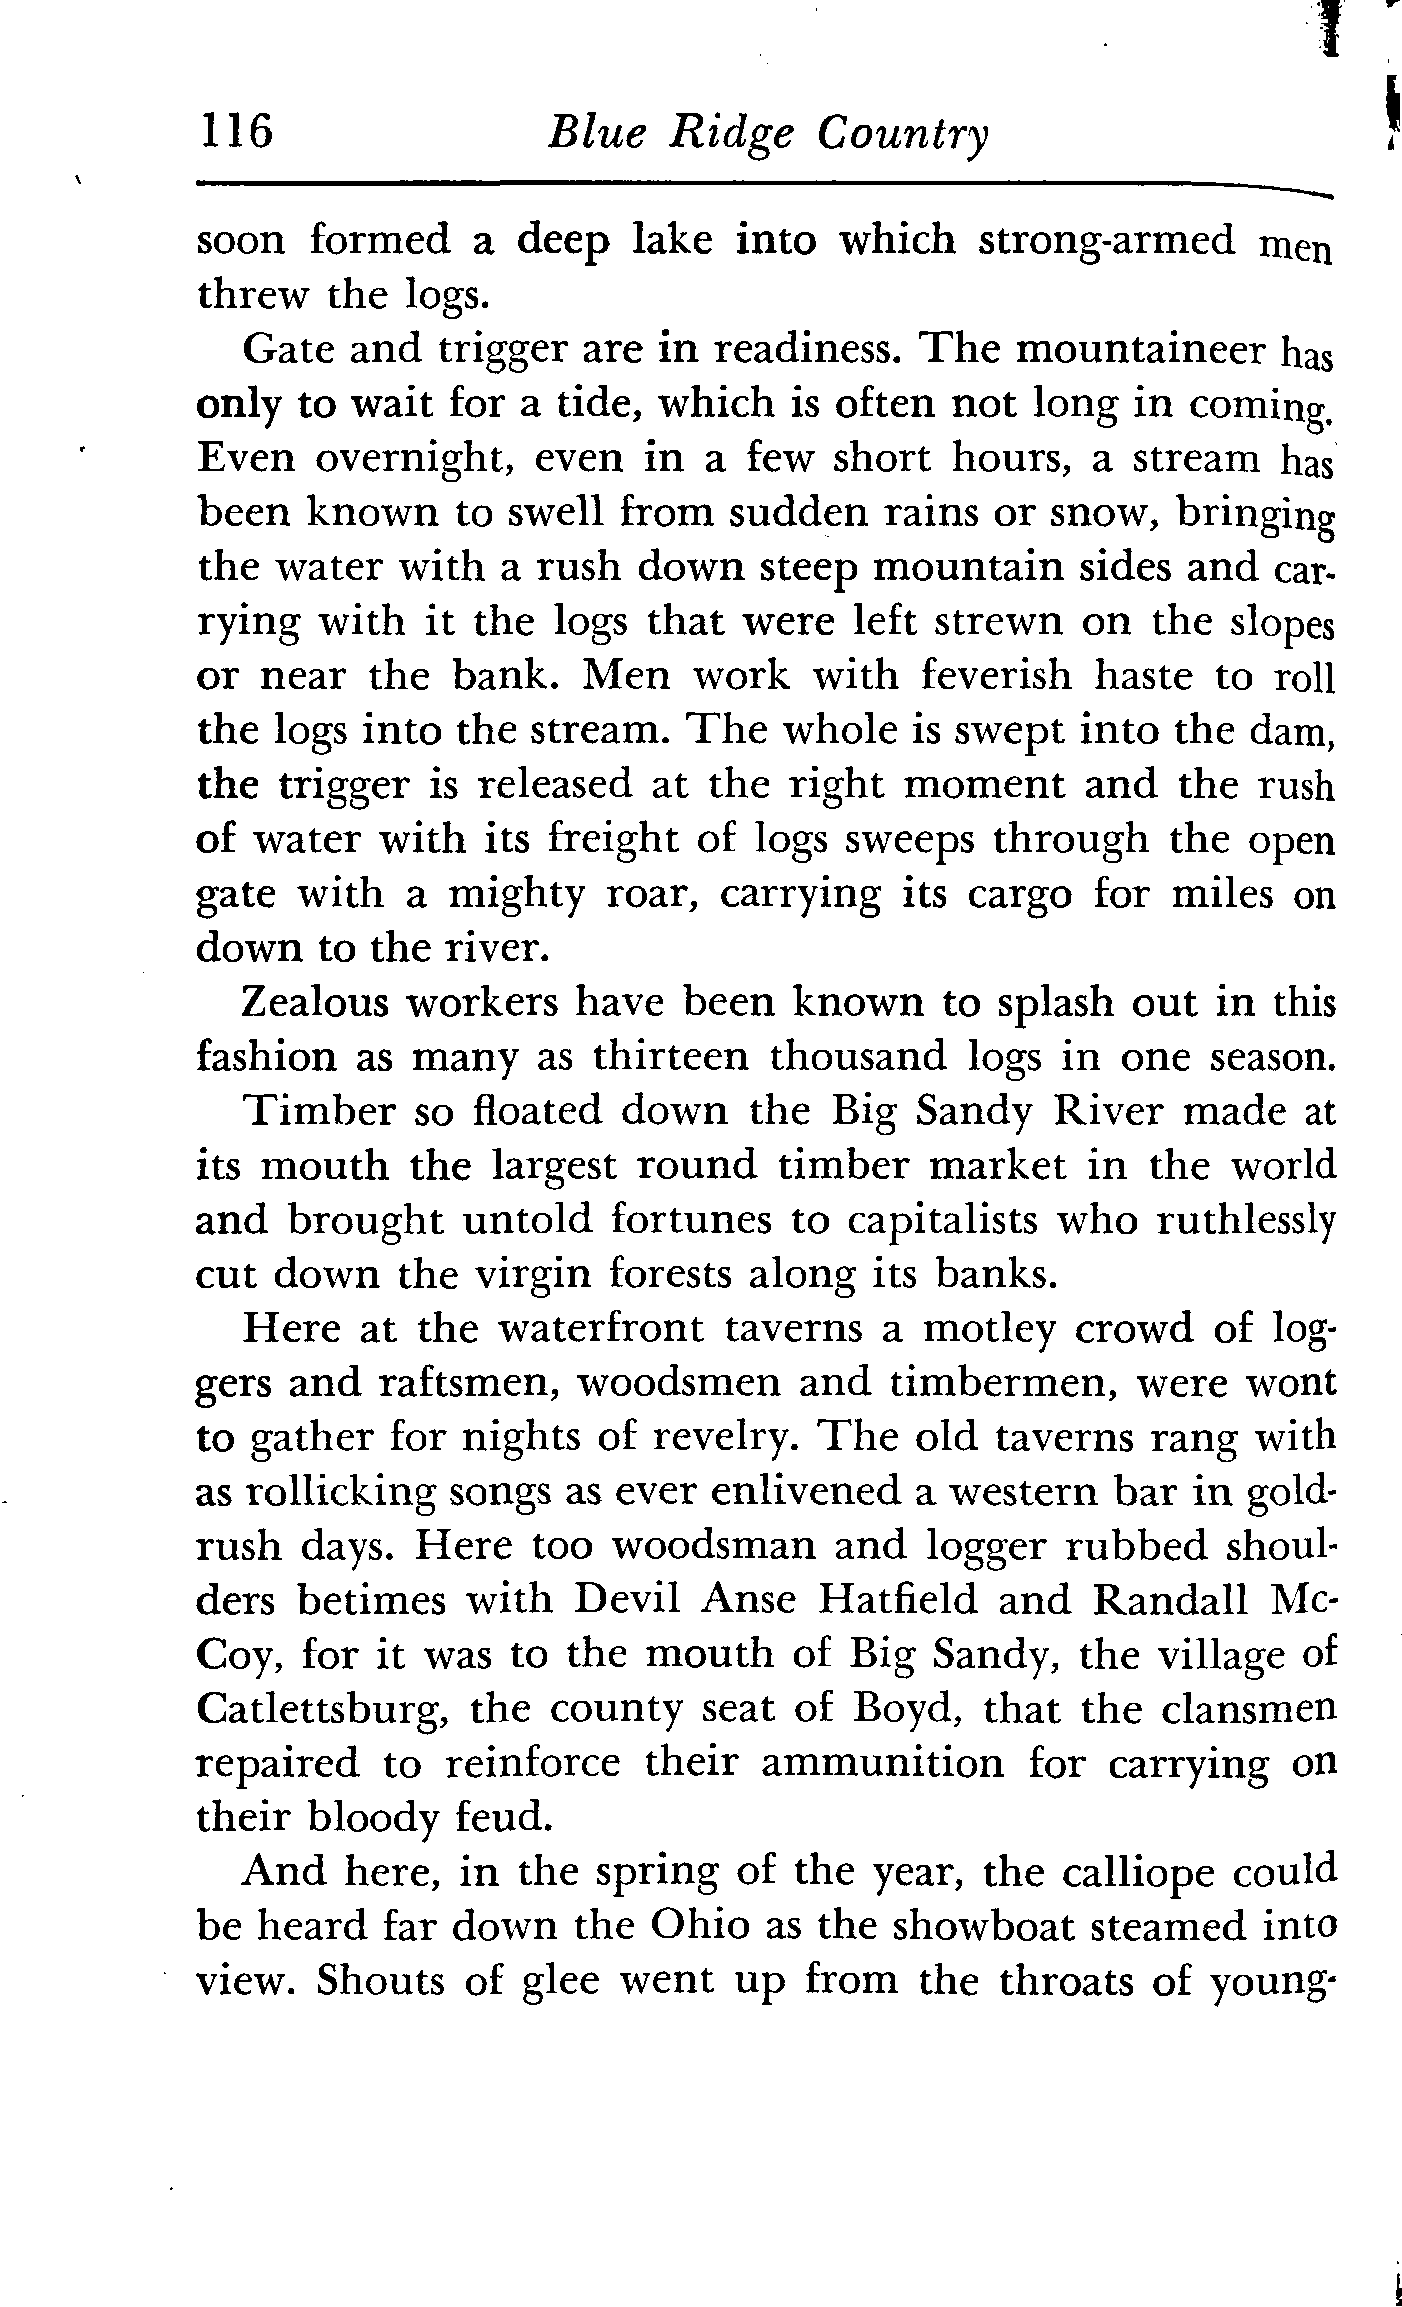 116 Blue Ridge Country
soon formed a deep lake into which strong-armed men
threw the logs.
Gate and trigger are in readiness. The mountaineer has
only to wait for a tide, which is often not long in coming.
Even overnight, even in a few short hours, a stream has
been known to swell from sudden rains or snow, bringing
the water with a rush down steep mountain sides and car-
rying with it the logs that were left strewn on the slopes
or near the bank. Men work with feverish haste to roll
the logs into the stream. The whole is swept into the dam,
the trigger is released at the right moment and the rush
of water with its freight of logs sweeps through the open
gate with a mighty roar, carrying its cargo for miles on
down to the river.
Zealous workers have been known to splash out in this
fashion as many as thirteen thousand logs in one season.
Timber so floated down the Big Sandy River made at
its mouth the largest round timber market in the world
and brought untold fortunes to capitalists who ruthlessly
cut down the virgin forests along its banks.
Here at the waterfront taverns a motley crowd of log-
gers and raftsmen, woodsmen and timbermen, were wont
to gather for nights of revelry. The old taverns rang with
as rollicking songs as ever enlivened a western bar in gold-
rush days. Here too woodsman and logger rubbed shoul-
ders betimes with Devil Anse Hatfield and Randall Mc-
Coy, for it was to the mouth of Big Sandy, the village of
Catlettsburg, the county seat of Boyd, that the clansmen
repaired to reinforce their ammunition for carrying on
their bloody feud.
And here, in the spring of the year, the calliope could
be heard far down the Ohio as the showboat steamed into
view. Shouts of glee went up from the throats of young-